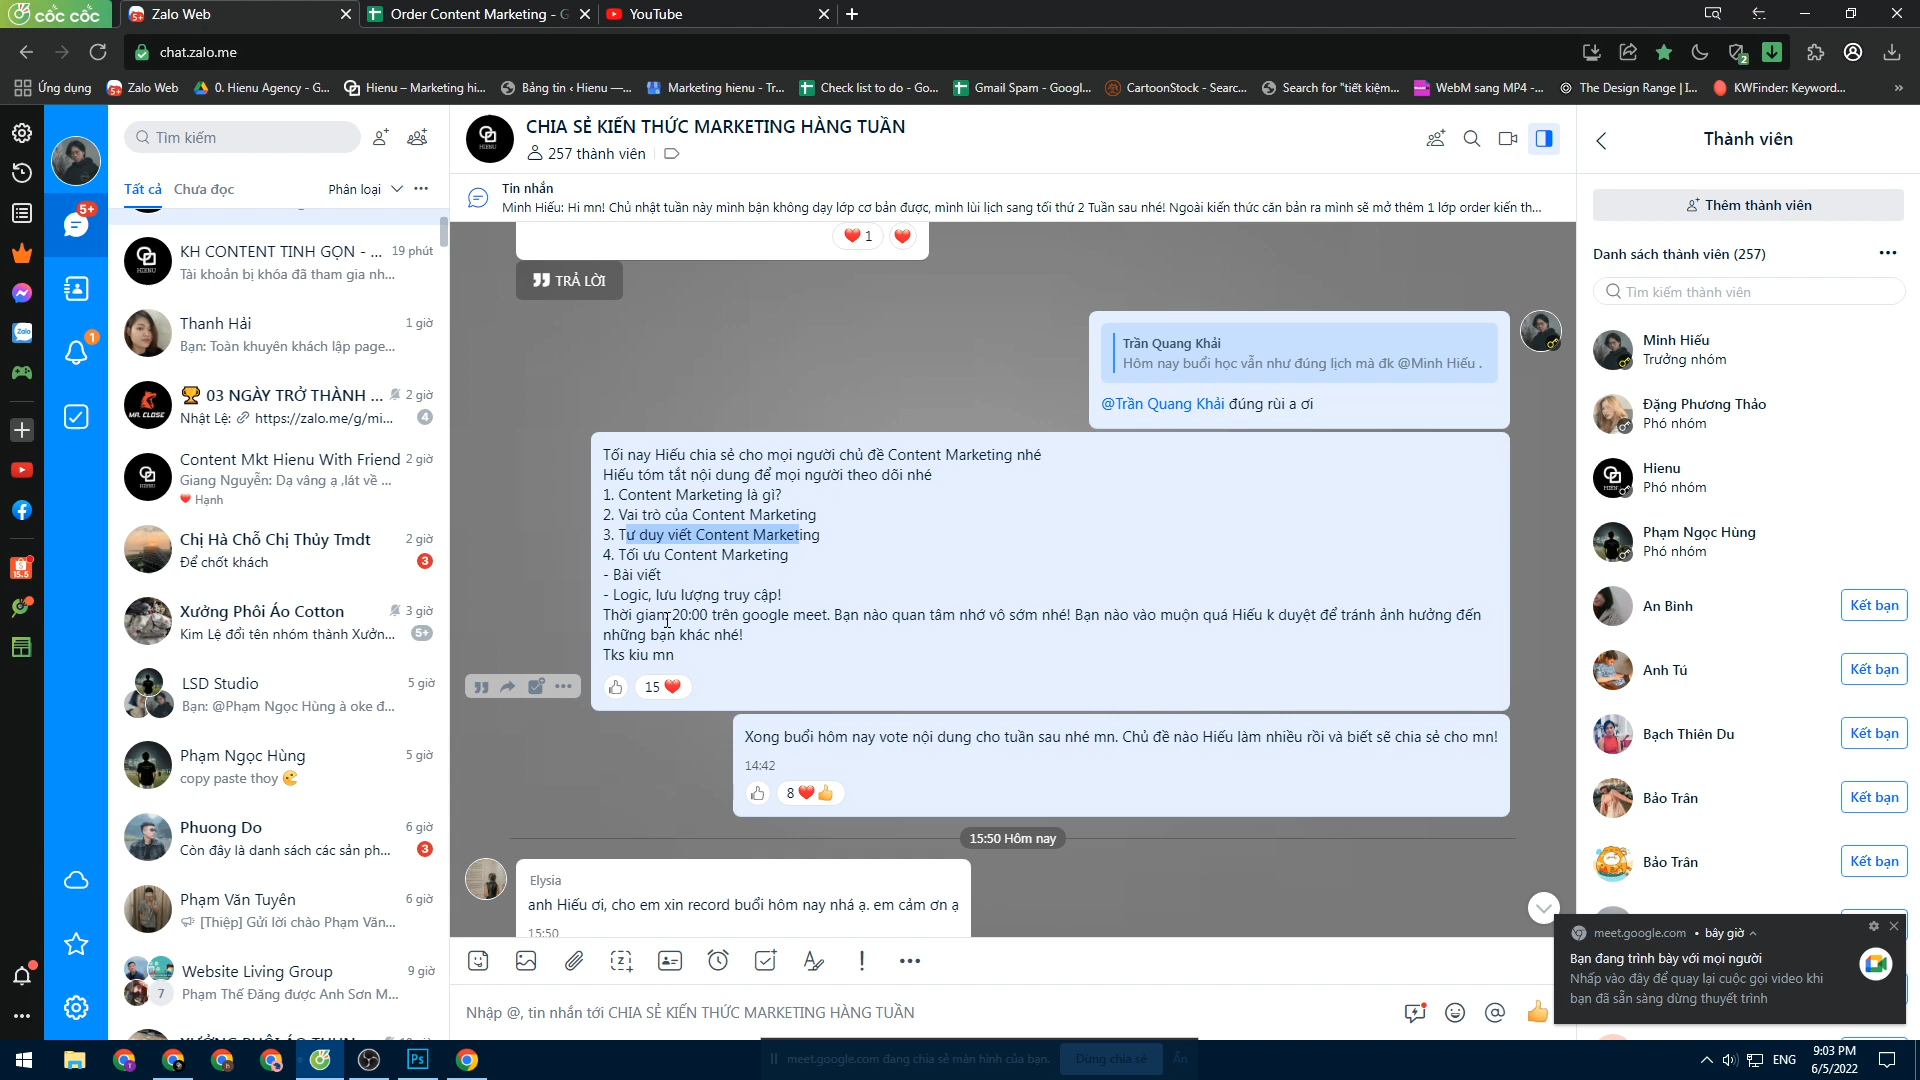 cốc cốc
Zalo Web
Order Content Marketing - G
YouTube
chat.zalo.me
Ứng dụng
Zalo Web
0. Hienu Agency - G...
Hienu – Marketing hi...
Bảng tin ‹ Hienu —...
Marketing hienu - Tr...
Check list to do - Go...
Gmail Spam - Googl...
CartoonStock - Searc...
Search for "tiết kiệm...
WebM sang MP4 -...
The Design Range | I...
KWFinder: Keyword...
Tìm kiếm
Tất cả
Chưa đọc
Phân loại
KH CONTENT TINH GỌN - ...
19 phút
Tài khoản bị khóa đã tham gia nh...
Thanh Hải
1 giờ
Bạn: Toàn khuyên khách lập page...
03 NGÀY TRỞ THÀNH ...
2 giờ
Nhật Lệ: https://zalo.me/g/mi...
4
Content Mkt Hienu With Friend
2 giờ
Giang Nguyễn: Dạ vâng ạ ,lát về ...
Hạnh
Chị Hà Chỗ Chị Thủy Tmdt
2 giờ
Để chốt khách
3
Xưởng Phôi Áo Cotton
3 giờ
Kim Lệ đổi tên nhóm thành Xưởn...
5+
LSD Studio
5 giờ
Bạn: @Phạm Ngọc Hùng à oke đ...
Phạm Ngọc Hùng
5 giờ
copy paste thoy
Phuong Do
6 giờ
Còn đây là danh sách các sản ph...
3
Phạm Văn Tuyên
6 giờ
[Thiệp] Gửi lời chào Phạm Văn...
Website Living Group
9 giờ
7
Phạm Thế Đăng được Anh Sơn M...
5+
1
CHIA SẺ KIẾN THỨC MARKETING HÀNG TUẦN
257 thành viên
Tin nhắn
Minh Hiếu: Hi mn! Chủ nhật tuần này mình bận không dạy lớp cơ bản được, mình lùi lịch sang tối thứ 2 Tuần sau nhé! Ngoài kiến thức căn bản ra mình sẽ mở thêm 1 lớp order kiến th...
1
TRẢ LỜI
Trần Quang Khải
Hôm nay buổi học vẫn như đúng lịch mà đk @Minh Hiếu .
@Trần Quang Khải đúng rùi a ơi
Tối nay Hiếu chia sẻ cho mọi người chủ đề Content Marketing nhé
Hiếu tóm tắt nội dung để mọi người theo dõi nhé
1. Content Marketing là gì?
2. Vai trò của Content Marketing
3. Tư duy viết Content Marketing
4. Tối ưu Content Marketing
- Bài viết
- Logic, lưu lượng truy cập!
Thời gian 20:00 trên google meet. Bạn nào quan tâm nhớ vô sớm nhé! Bạn nào vào muộn quá Hiếu k duyệt để tránh ảnh hưởng đến
những bạn khác nhé!
Tks kiu mn
15
Xong buổi hôm nay vote nội dung cho tuần sau nhé mn. Chủ đề nào Hiếu làm nhiều rồi và biết sẽ chia sẻ cho mn!
14:42
8
15:50 Hôm nay
Elysia
anh Hiếu ơi, cho em xin record buổi hôm nay nhá ạ. em cảm ơn ạ
15:50
Nhập @, tin nhắn tới CHIA SẺ KIẾN THỨC MARKETING HÀNG TUẦN
Thành viên
Thêm thành viên
Danh sách thành viên (257)
Tìm kiếm thành viên
Minh Hiếu
Trưởng nhóm
Đặng Phương Thảo
Phó nhóm
Hienu
Phó nhóm
Phạm Ngọc Hùng
Phó nhóm
An Bình
Kết bạn
Anh Tú
Kết bạn
Bạch Thiên Du
Kết bạn
Bảo Trân
Kết bạn
Bảo Trân
Kết bạn
meet.google.com • bây giờ
Bạn đang trình bày với mọi người
Nhấp vào đây để quay lại cuộc gọi video khi
bạn đã sẵn sàng dừng thuyết trình
meet.google.com đang chia sẻ màn hình của bạn.
Dừng chia sẻ
Ẩn
ENG
9:03 PM
6/5/2022